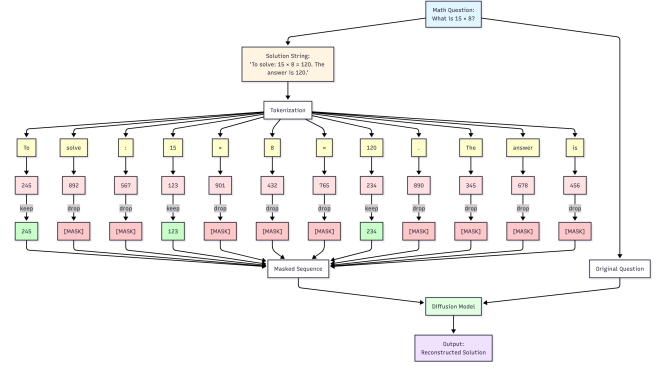 Math Question:
What is 15 × 8?
Solution String:
'To solve: 15 × 8 = 120. The
answer is 120.'
Tokenization
To solve : 15 × 8 = 120 . The answer is
245 892 567 123 901 432 765 234 890 345 678 456
keep drop drop keep drop drop drop keep drop drop drop drop
245 [MASK] [MASK] 123 [MASK] [MASK] [MASK] 234 [MASK] [MASK] [MASK] [MASK]
Masked Sequence
Original Question
Diffusion Model
Output:
Reconstructed Solution